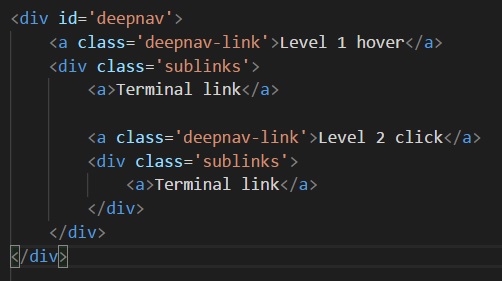 <div id='deepnav'>
    <a class='deepnav-link'>Level 1 hover</a>
    <div class='sublinks'>
        <a>Terminal link</a>

        <a class='deepnav-link'>Level 2 click</a>
        <div class='sublinks'>
            <a>Terminal link</a>
        </div>
    </div>
</div>